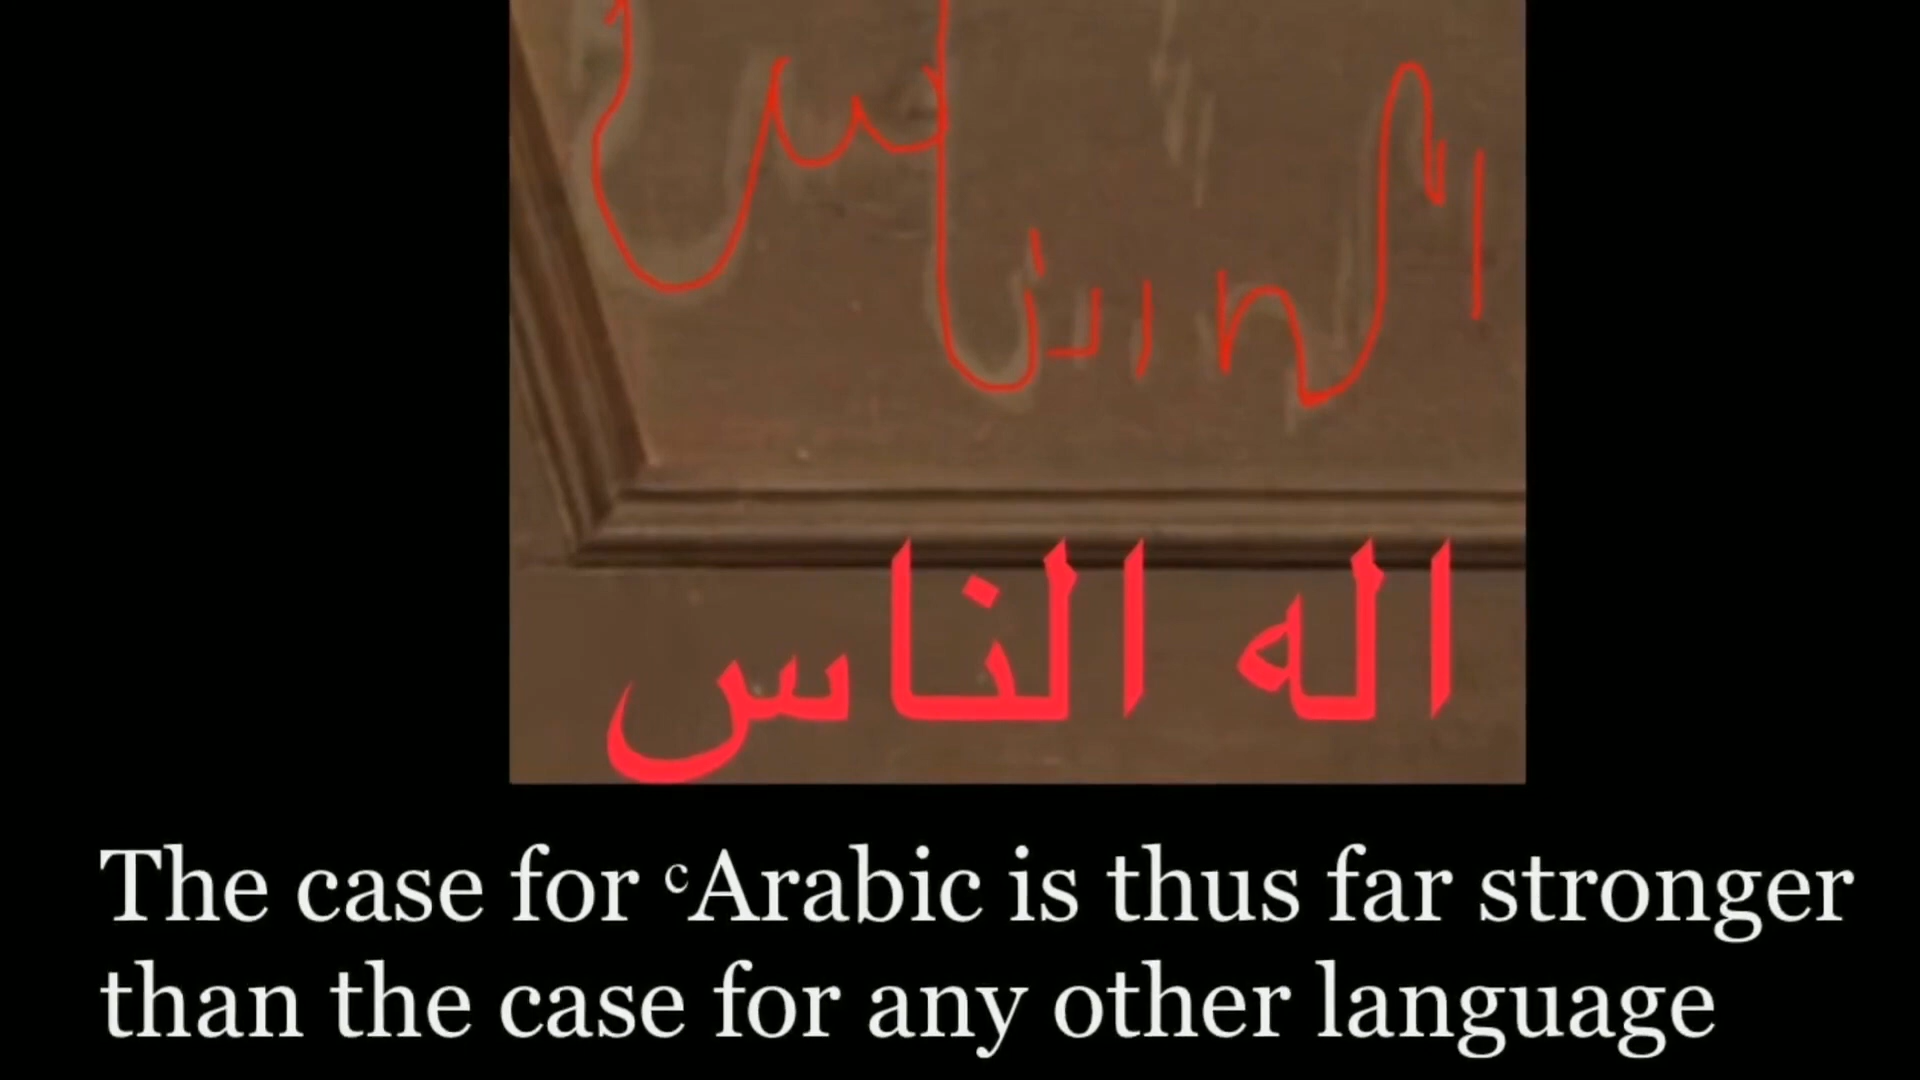 اله الناس
The case for ᶜArabic is thus far stronger
than the case for any other language